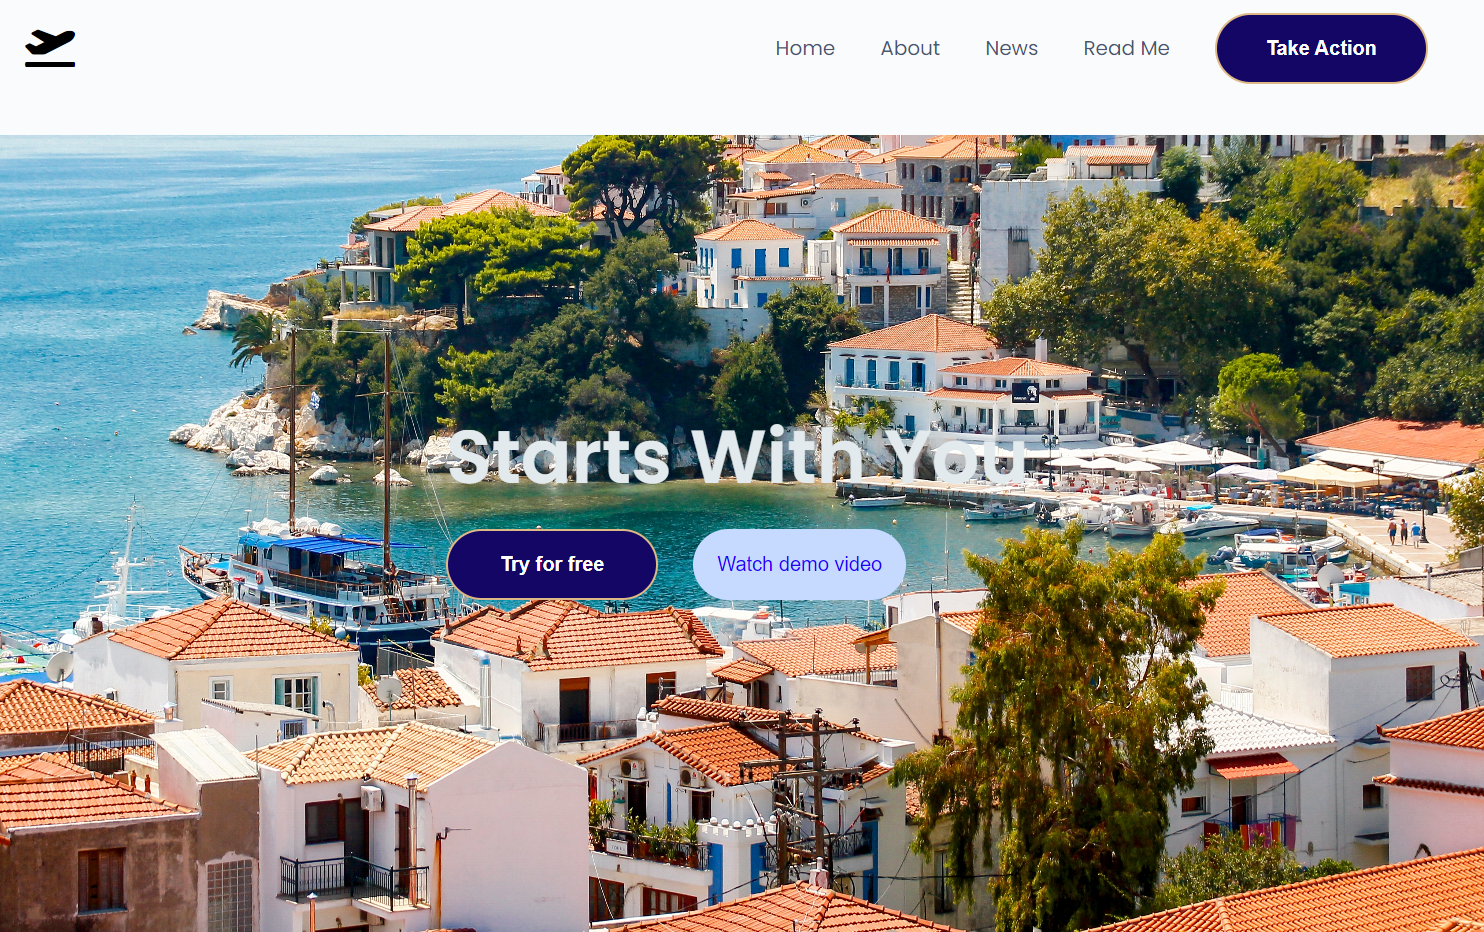 Home
About
News
Read Me
Take Action
Starts With You
Try for free
Watch demo video